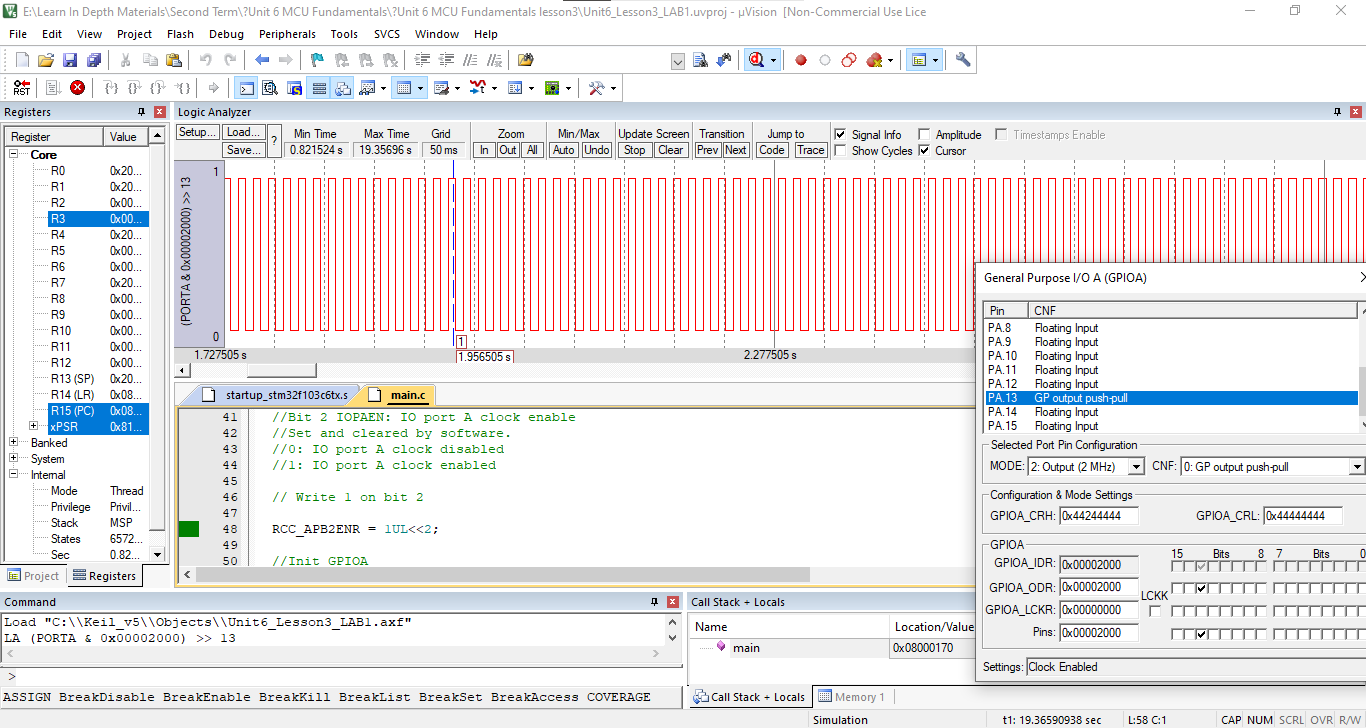 E:\Learn In Depth Materials\Second Term\?Unit 6 MCU Fundamentals\?Unit 6 MCU Fundamentals lesson3\Unit6_Lesson3_LAB1.uvproj - µVision [Non-Commercial Use Lice
File Edit View Project Flash Debug Peripherals Tools SVCS Window Help
RST
Registers
Register Value
Core
R0 0x20...
R1 0x20...
R2 0x00...
R3 0x00...
R4 0x20...
R5 0x00...
R6 0x00...
R7 0x20...
R8 0x00...
R9 0x00...
R10 0x00...
R11 0x00...
R12 0x00...
R13 (SP) 0x20...
R14 (LR) 0x08...
R15 (PC) 0x08...
xPSR 0x81...
Banked
System
Internal
Mode Thread
Privilege Privil...
Stack MSP
States 6572...
Sec 0.82...
Project Registers
Logic Analyzer
Setup... Load... Save... ?
Min Time Max Time Grid
0.821524 s 19.35696 s 50 ms
Zoom
In Out All
Min/Max
Auto Undo
Update Screen
Stop Clear
Transition
Prev Next
Jump to
Code Trace
Signal Info Amplitude Timestamps Enable
Show Cycles Cursor
1
(PORTA & 0x00002000) >> 13
0
1
1.727505 s 1.956505 s 2.277505 s
startup_stm32f103c6tx.s main.c
41 //Bit 2 IOPAEN: IO port A clock enable
42 //Set and cleared by software.
43 //0: IO port A clock disabled
44 //1: IO port A clock enabled
45
46 // Write 1 on bit 2
47
48 RCC_APB2ENR = 1UL<<2;
49
50 //Init GPIOA
General Purpose I/O A (GPIOA)
Pin CNF
PA.8 Floating Input
PA.9 Floating Input
PA.10 Floating Input
PA.11 Floating Input
PA.12 Floating Input
PA.13 GP output push-pull
PA.14 Floating Input
PA.15 Floating Input
Selected Port Pin Configuration
MODE: 2: Output (2 MHz) CNF: 0: GP output push-pull
Configuration & Mode Settings
GPIOA_CRH: 0x44244444 GPIOA_CRL: 0x44444444
GPIOA
15 Bits 8 7 Bits 0
GPIOA_IDR: 0x00002000
GPIOA_ODR: 0x00002000
LCKK
GPIOA_LCKR: 0x00000000
Pins: 0x00002000
Settings: Clock Enabled
Command
Load "C:\\Keil_v5\\Objects\\Unit6_Lesson3_LAB1.axf"
LA (PORTA & 0x00002000) >> 13
>
ASSIGN BreakDisable BreakEnable BreakKill BreakList BreakSet BreakAccess COVERAGE
Call Stack + Locals
Name Location/Value
main 0x08000170
Call Stack + Locals Memory 1
Simulation t1: 19.36590938 sec L:58 C:1 CAP NUM SCRL OVR R/W